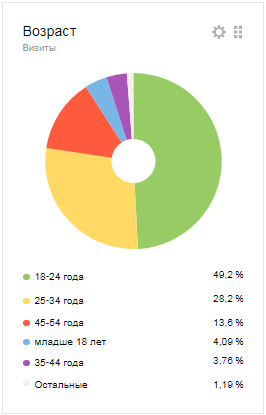 Возраст
Визиты
18-24 года 49,2 %
25-34 года 28,2 %
45-54 года 13,6 %
младше 18 лет 4,09 %
35-44 года 3,76 %
Остальные 1,19 %